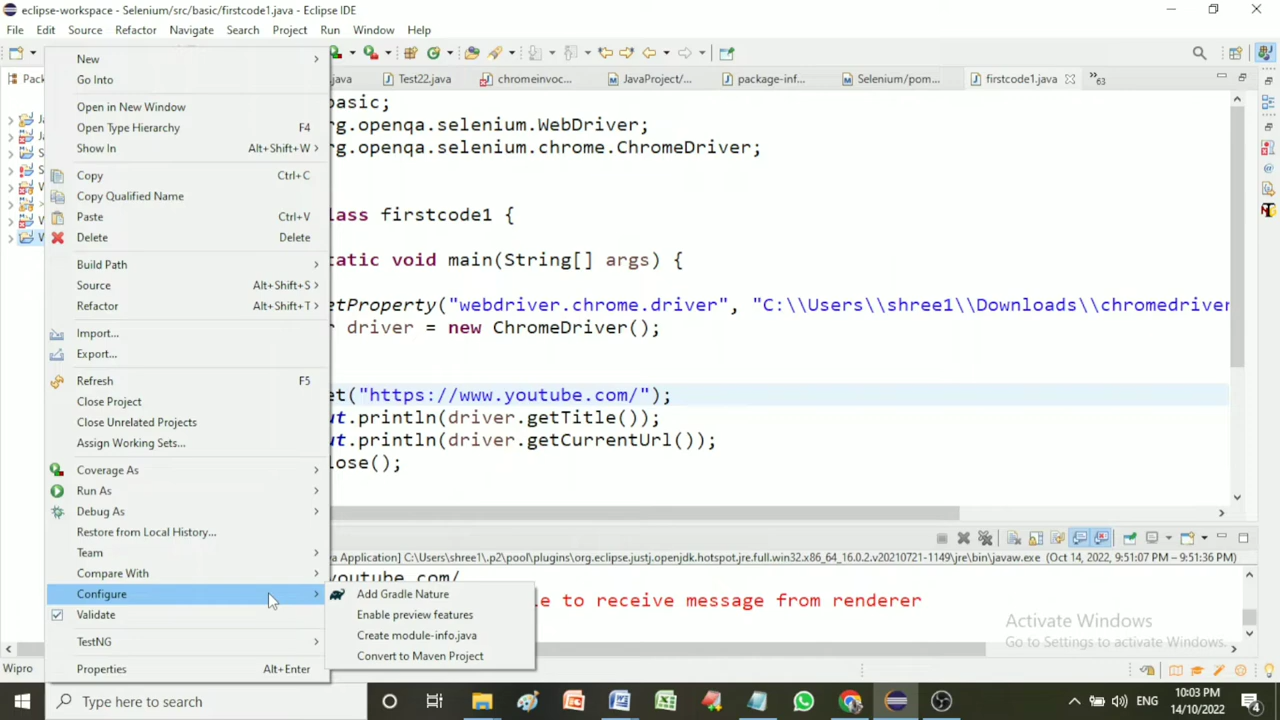 eclipse-workspace - Selenium/src/basic/firstcode1.java - Eclipse IDE
File Edit Source Refactor Navigate Search Project Run Window Help
Pack
.java
Test22.java
chromeinvoc...
JavaProject/...
package-inf...
Selenium/pom...
firstcode1.java
»63
New
Go Into
Open in New Window
Open Type Hierarchy F4
Show In Alt+Shift+W >
Copy Ctrl+C
Copy Qualified Name
Paste Ctrl+V
Delete Delete
Build Path
Source Alt+Shift+S >
Refactor Alt+Shift+T >
Import...
Export...
Refresh F5
Close Project
Close Unrelated Projects
Assign Working Sets...
Coverage As
Run As
Debug As
Restore from Local History...
Team
Compare With
Configure
Validate
TestNG
Properties Alt+Enter
Add Gradle Nature
Enable preview features
Create module-info.java
Convert to Maven Project
basic;
rg.openqa.selenium.WebDriver;
rg.openqa.selenium.chrome.ChromeDriver;
lass firstcode1 {
tatic void main(String[] args) {
etProperty("webdriver.chrome.driver", "C:\\Users\\shree1\\Downloads\\chromedriver
r driver = new ChromeDriver();
et("https://www.youtube.com/");
ut.println(driver.getTitle());
ut.println(driver.getCurrentUrl());
lose();
va Application] C:\Users\shree1\.p2\pool\plugins\org.eclipse.justj.openjdk.hotspot.jre.full.win32.x86_64_16.0.2.v20210721-1149\jre\bin\javaw.exe (Oct 14, 2022, 9:51:07 PM – 9:51:36 PM)
youtube.com/
le to receive message from renderer
Activate Windows
Go to Settings to activate Windows.
Wipro
Type here to search
ENG
10:03 PM
14/10/2022
4